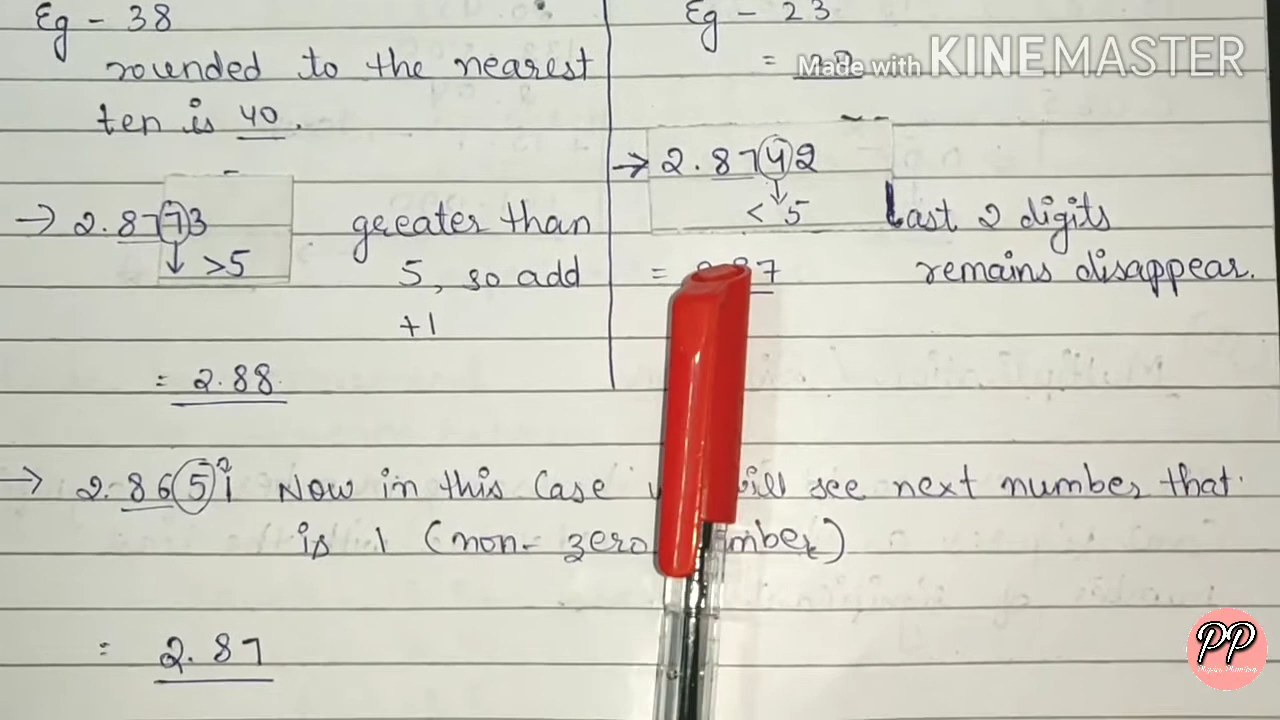 Eg - 38
rounded to the nearest
ten is 40.
→ 2.8773
↓ >5
greater than
5, so add
+1
= 2.88.
Eg - 23
=
Made with KINEMASTER
→ 2.8742
↓
< 5
Last 2 digits
remains disappear.
=
→ 2.8651 Now in this case will see next number that
is 1 (non-zero
= 2.87
PP